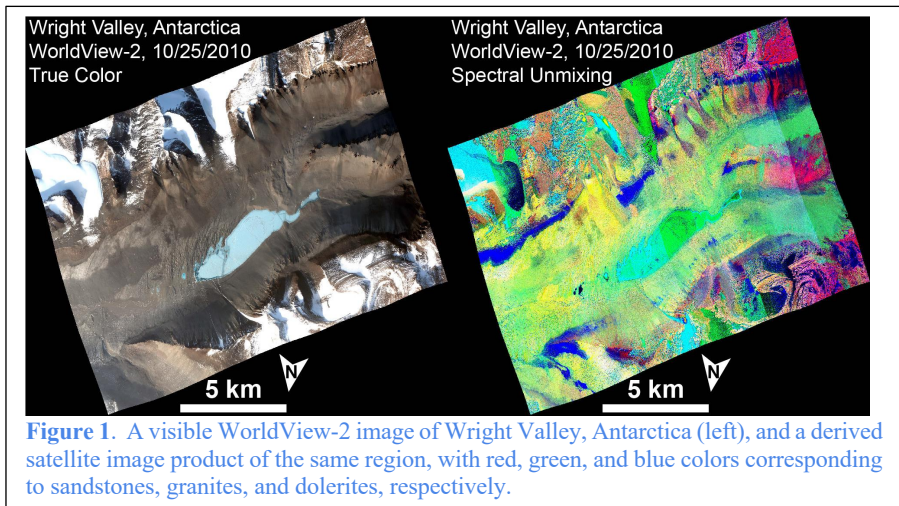 Wright Valley, Antarctica
WorldView-2, 10/25/2010
True Color
N
5 km
Wright Valley, Antarctica
WorldView-2, 10/25/2010
Spectral Unmixing
N
5 km
Figure 1. A visible WorldView-2 image of Wright Valley, Antarctica (left), and a derived
satellite image product of the same region, with red, green, and blue colors corresponding
to sandstones, granites, and dolerites, respectively.